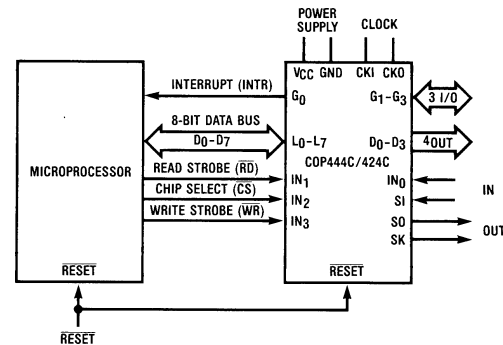 POWER
SUPPLY CLOCK
VCC GND CKI CKO
INTERRUPT (INTR) G0 G1-G3 3 I/O
8-BIT DATA BUS
D0-D7 L0-L7 D0-D3 4 OUT
COP444C/424C
MICROPROCESSOR
READ STROBE (RD) IN1 IN0
CHIP SELECT (CS) IN2 SI IN
WRITE STROBE (WR) IN3 SO
SK OUT
RESET RESET
RESET